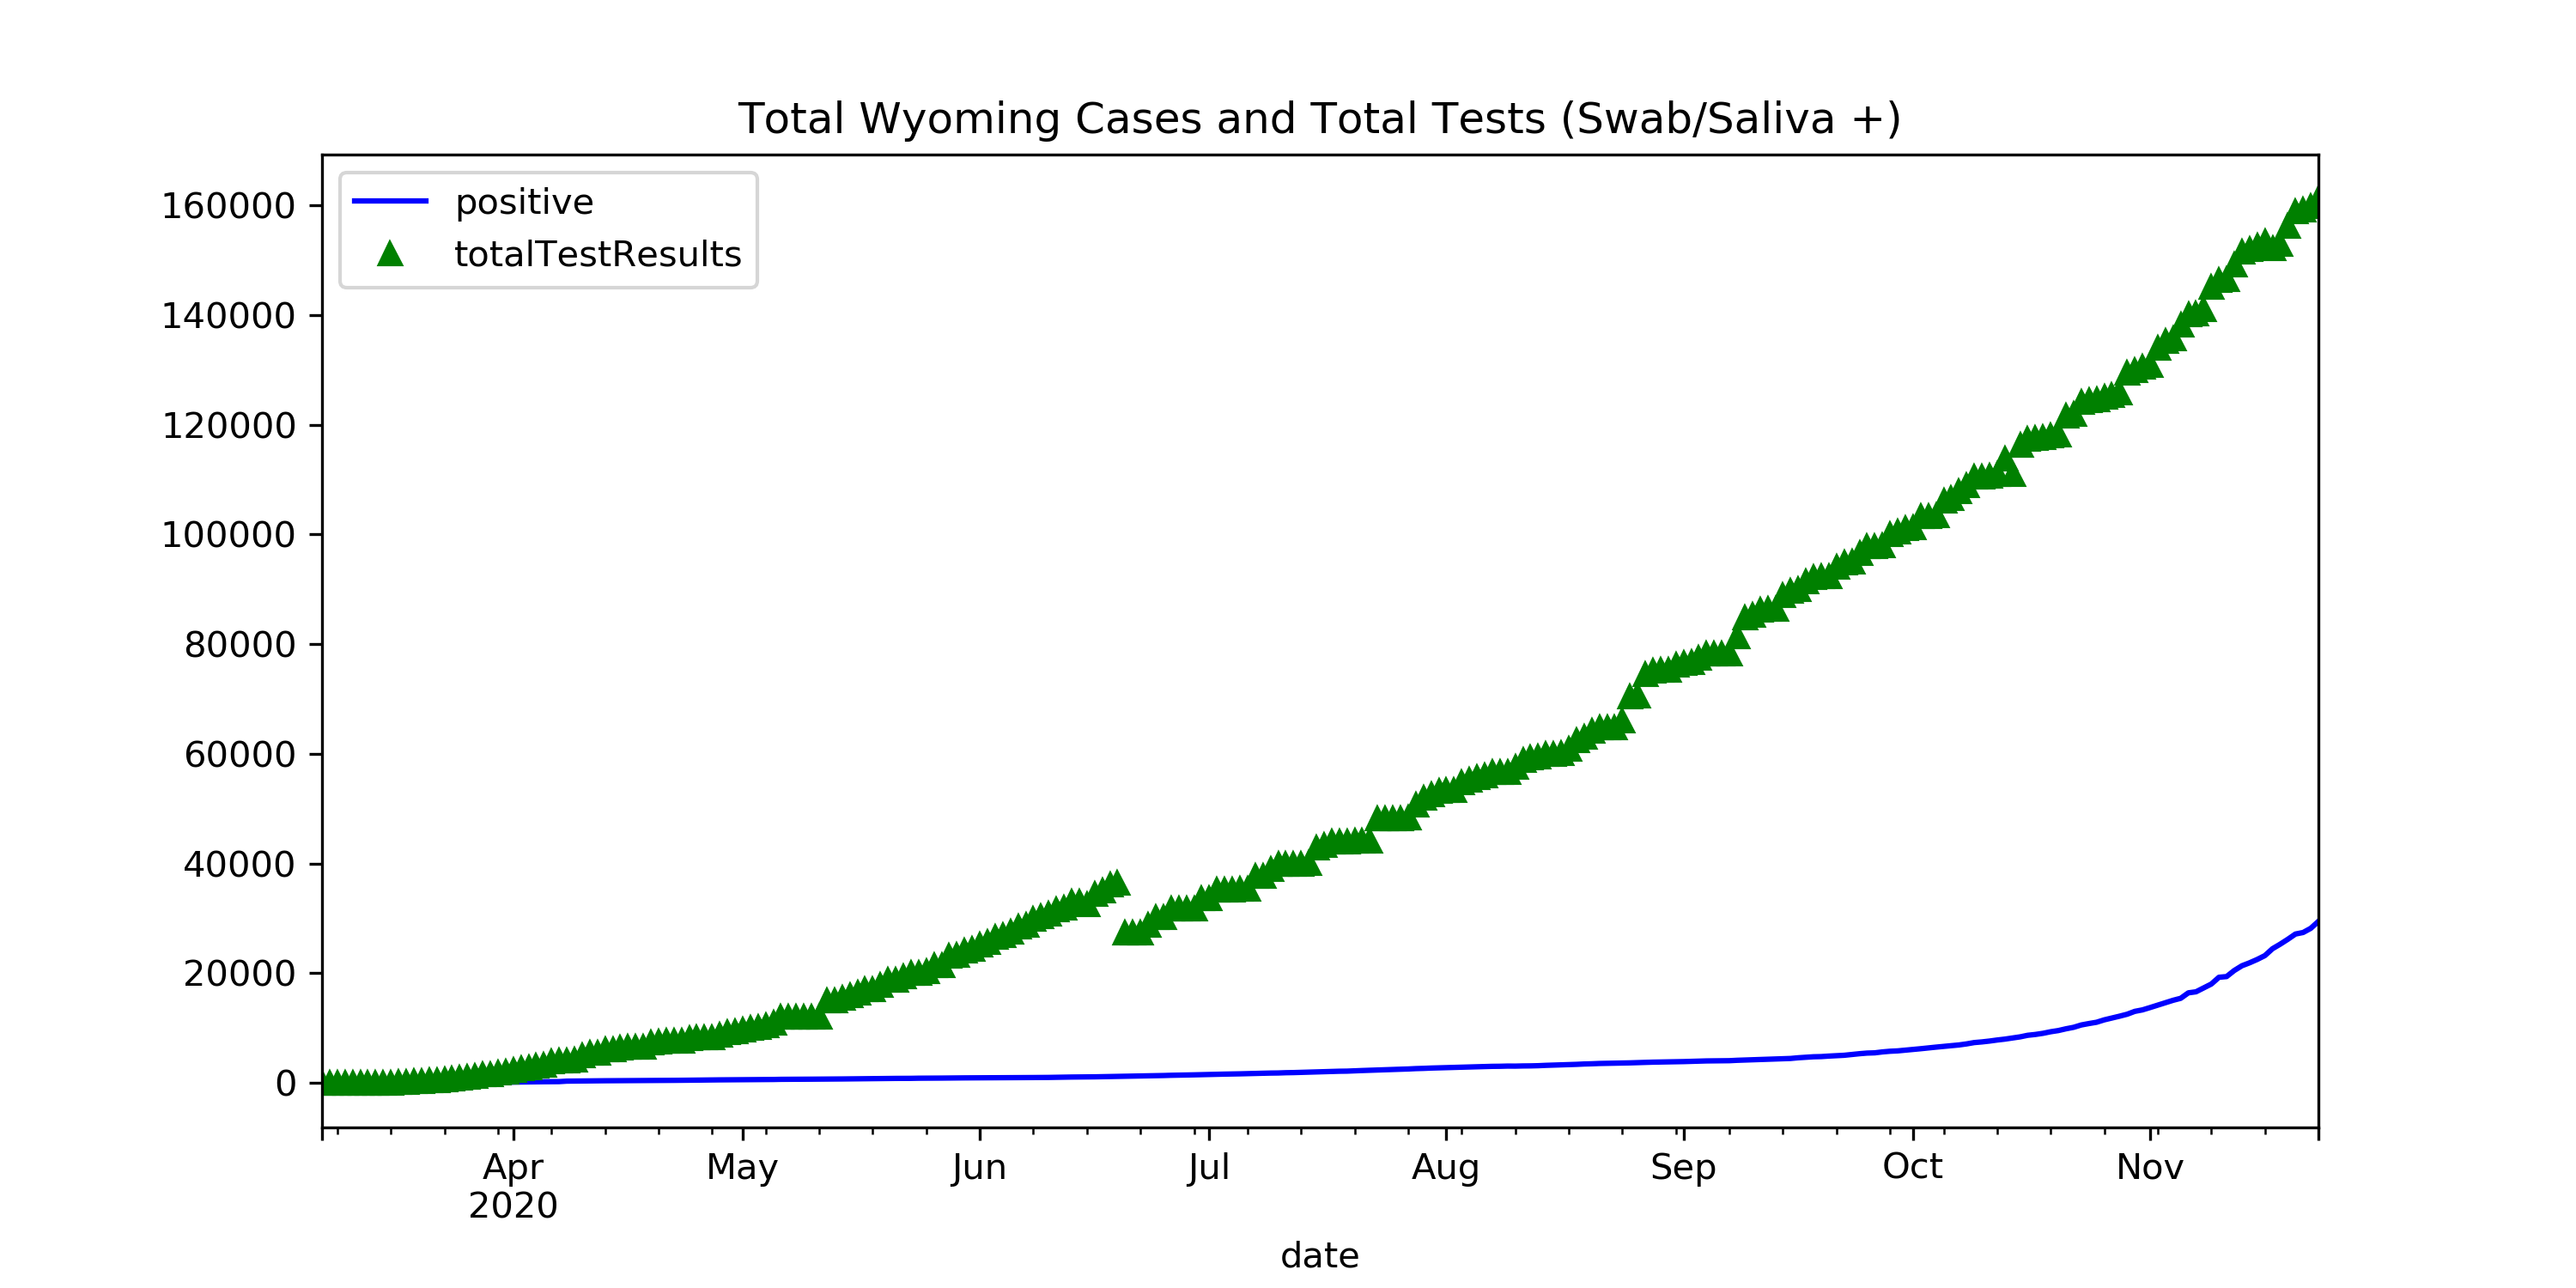 Total Wyoming Cases and Total Tests (Swab/Saliva +)
positive
totalTestResults
160000
140000
120000
100000
80000
60000
40000
20000
0
Apr May Jun Jul Aug Sep Oct Nov
2020
date